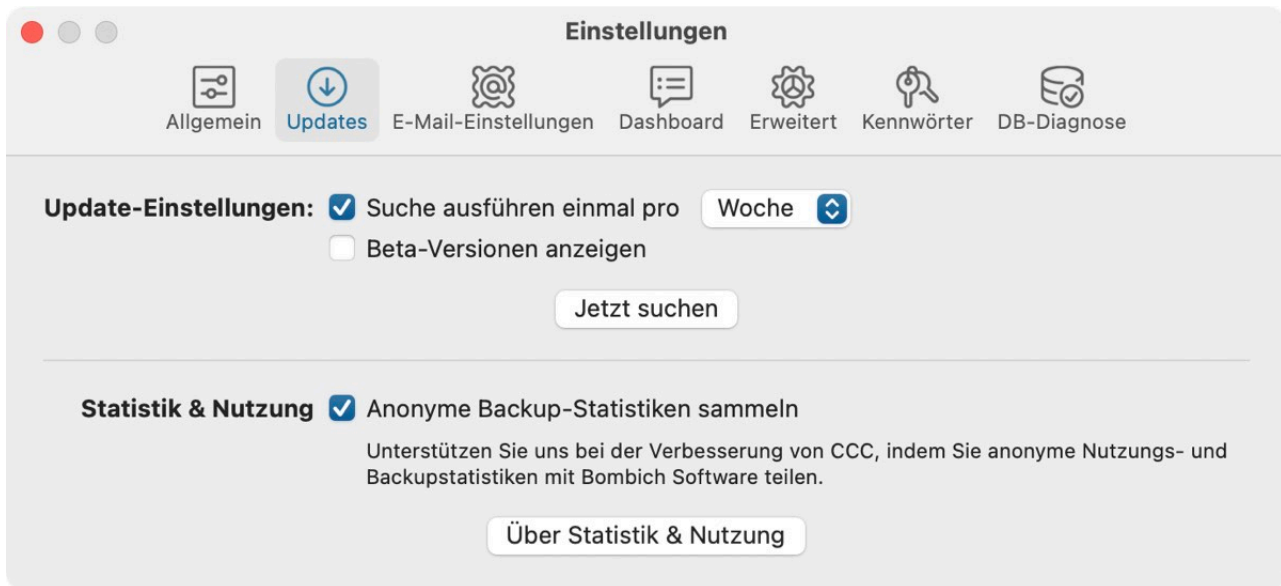 Einstellungen
Allgemein Updates E-Mail-Einstellungen Dashboard Erweitert Kennwörter DB-Diagnose
Update-Einstellungen: Suche ausführen einmal pro Woche
Beta-Versionen anzeigen
Jetzt suchen
Statistik & Nutzung Anonyme Backup-Statistiken sammeln
Unterstützen Sie uns bei der Verbesserung von CCC, indem Sie anonyme Nutzungs- und
Backupstatistiken mit Bombich Software teilen.
Über Statistik & Nutzung